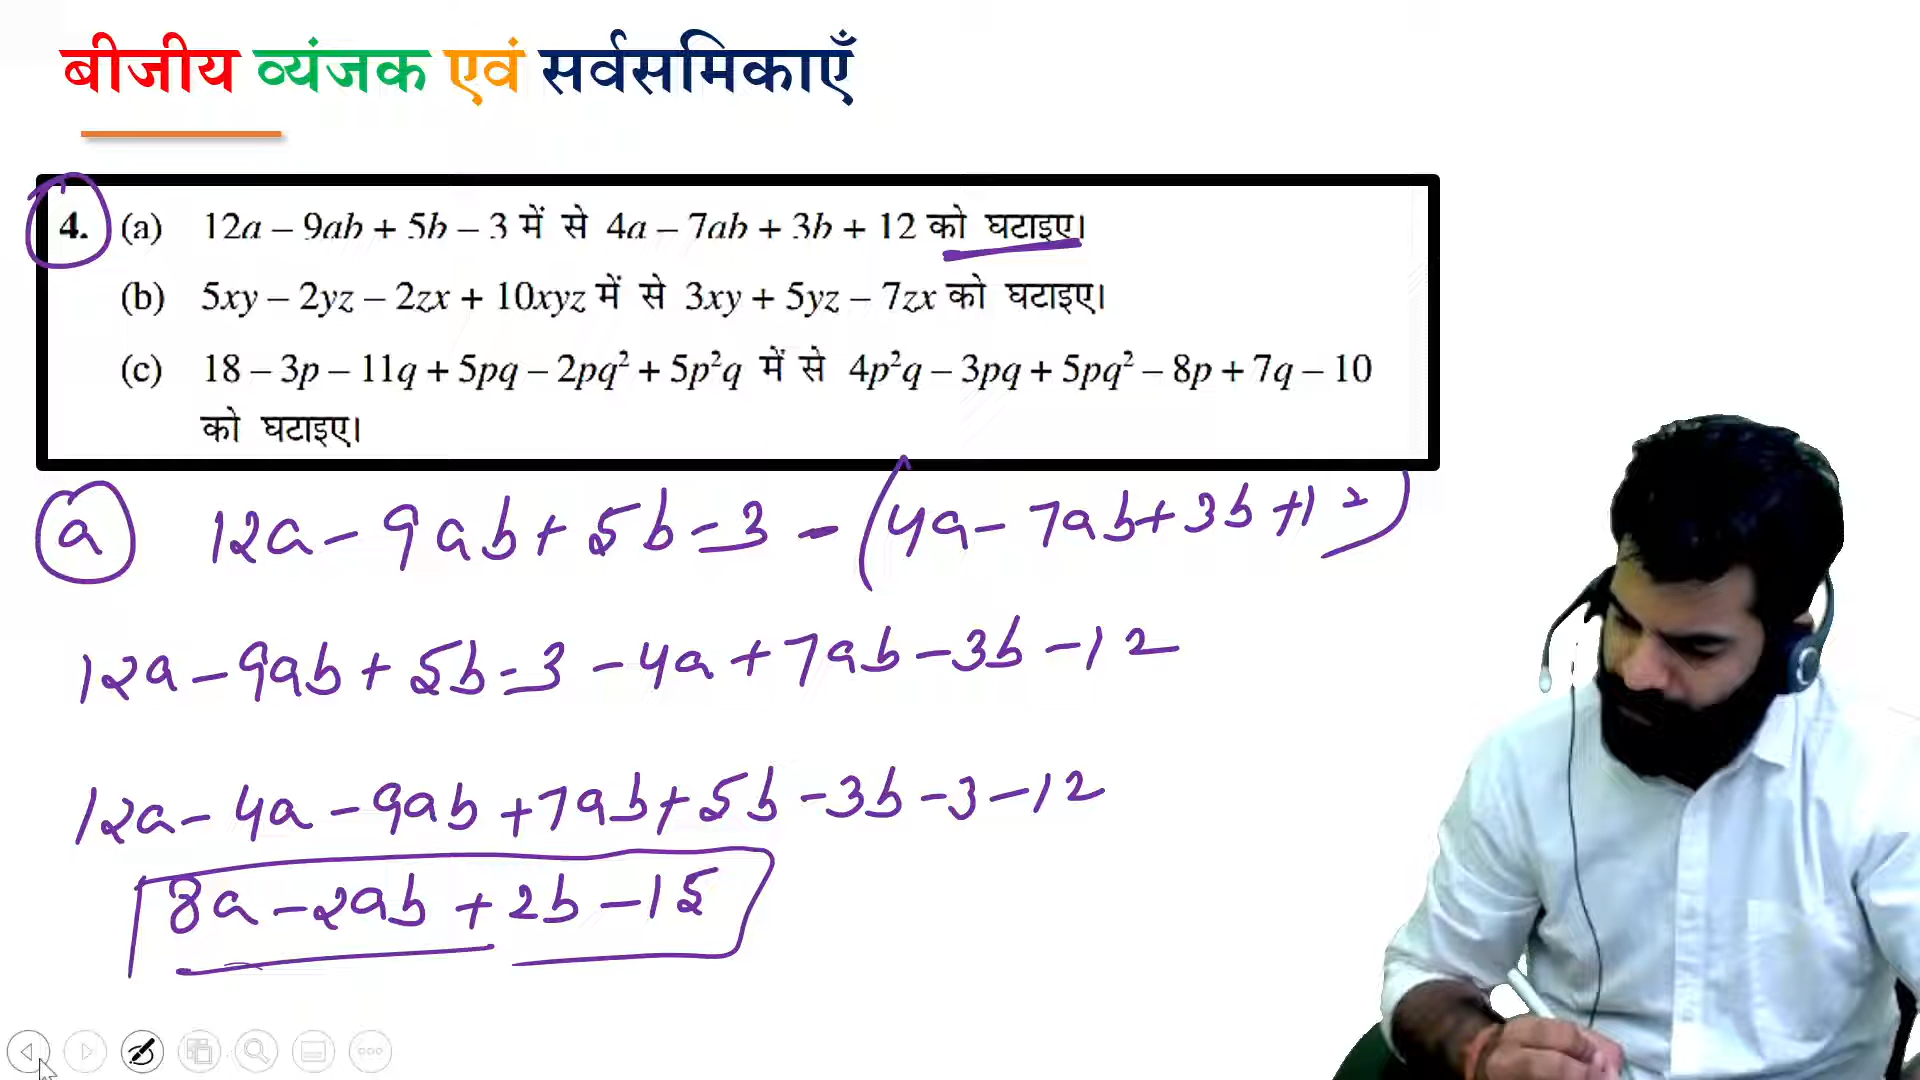 बीजीय व्यंजक एवं सर्वसमिकाएँ
4. (a) 12a – 9ab + 5b – 3 में से 4a – 7ab + 3b + 12 को घटाइए।
(b) 5xy – 2yz – 2zx + 10xyz में से 3xy + 5yz – 7zx को घटाइए।
(c) 18 – 3p – 11q + 5pq – 2pq² + 5p²q में से 4p²q – 3pq + 5pq² – 8p + 7q – 10
को घटाइए।
a 12a - 9ab + 5b - 3 - (4a - 7ab + 3b + 12)
12a - 9ab + 5b - 3 - 4a + 7ab - 3b - 12
12a - 4a - 9ab + 7ab + 5b - 3b - 3 - 12
8a - 2ab + 2b - 15